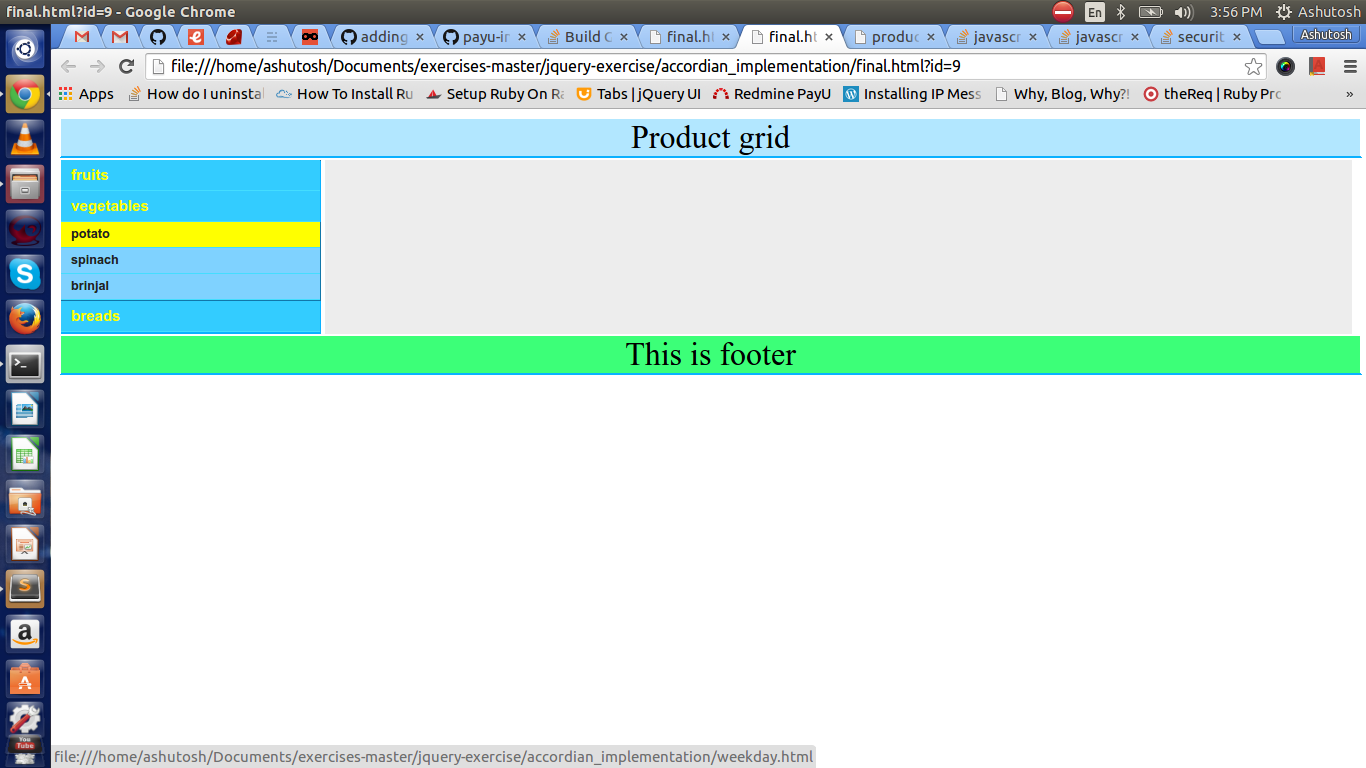 final.html?id=9 - Google Chrome
En
3:56 PM
Ashutosh
adding
payu-ir
Build C
final.ht
final.ht
produc
javascr
javascr
securit
Ashutosh
file:///home/ashutosh/Documents/exercises-master/jquery-exercise/accordian_implementation/final.html?id=9
Apps
How do I uninstal
How To Install Ru
Setup Ruby On Ra
Tabs | jQuery UI
Redmine PayU
Installing IP Mess
Why, Blog, Why?!
theReq | Ruby Pro
»
Product grid
fruits
vegetables
potato
spinach
brinjal
breads
This is footer
You Tube
file:///home/ashutosh/Documents/exercises-master/jquery-exercise/accordian_implementation/weekday.html